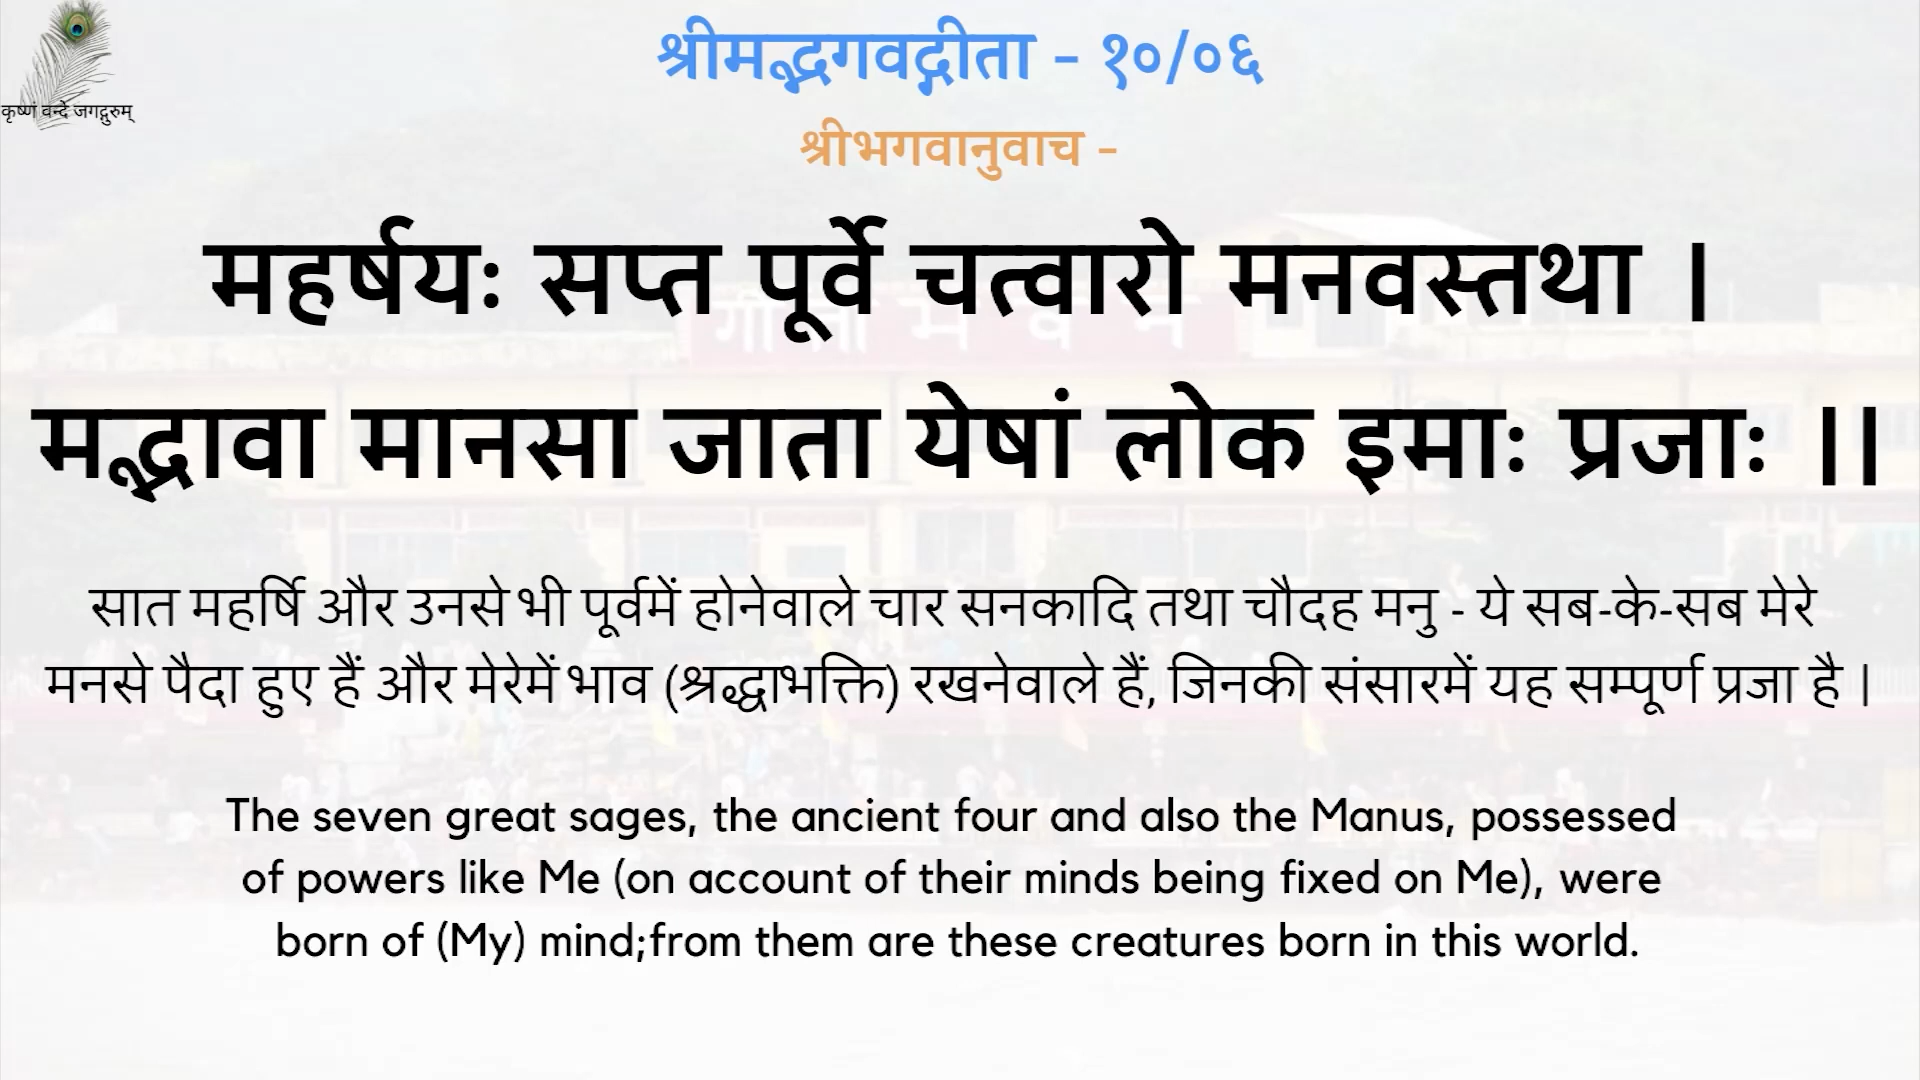 श्रीमद्भगवद्गीता - १०/०६
कृष्णं वन्दे जगद्गुरुम्
श्रीभगवानुवाच -
महर्षयः सप्त पूर्वे चत्वारो मनवस्तथा ।
मद्भावा मानसा जाता येषां लोक इमाः प्रजाः ।।
सात महर्षि और उनसे भी पूर्वमें होनेवाले चार सनकादि तथा चौदह मनु - ये सब-के-सब मेरे
मनसे पैदा हुए हैं और मेरेमें भाव (श्रद्धाभक्ति) रखनेवाले हैं, जिनकी संसारमें यह सम्पूर्ण प्रजा है ।
The seven great sages, the ancient four and also the Manus, possessed
of powers like Me (on account of their minds being fixed on Me), were
born of (My) mind;from them are these creatures born in this world.